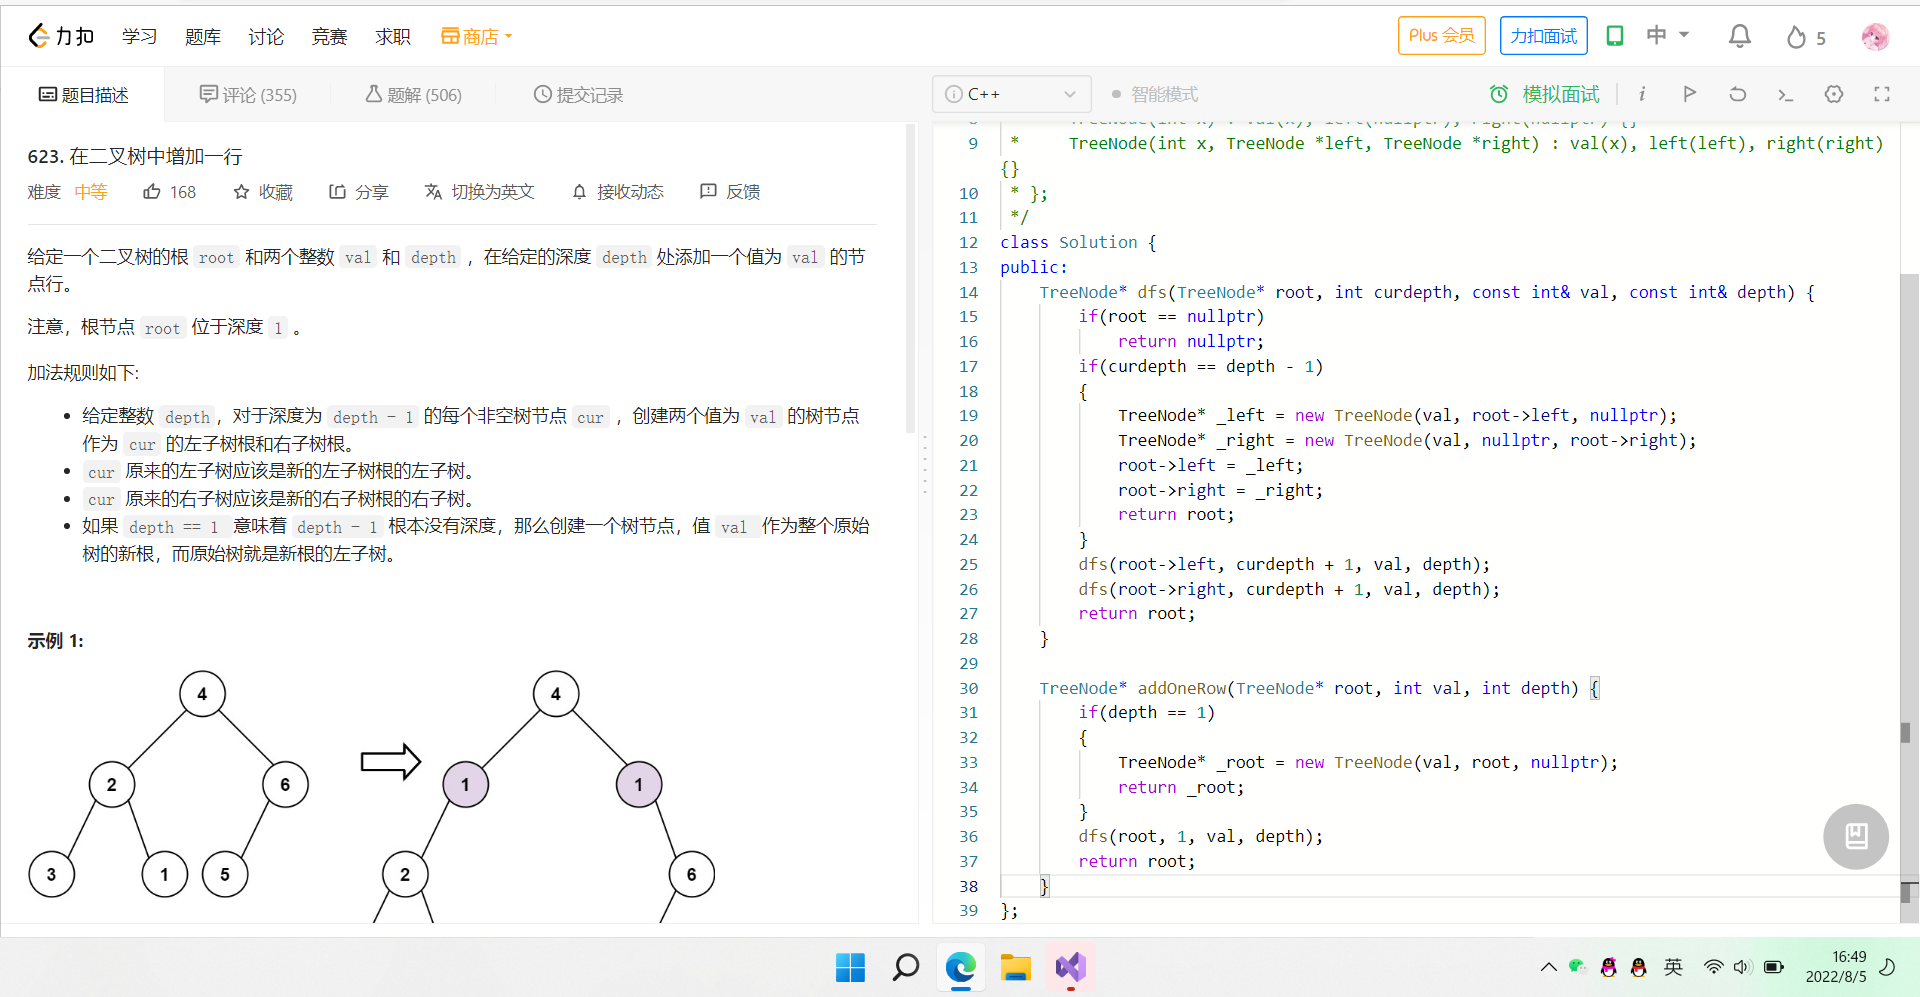 力扣 学习 题库 讨论 竞赛 求职 商店 Plus 会员 力扣面试 中 5
题目描述 评论 (355) 题解 (506) 提交记录
C++ 智能模式 模拟面试 i
623. 在二叉树中增加一行
难度 中等 168 收藏 分享 切换为英文 接收动态 反馈
给定一个二叉树的根 root 和两个整数 val 和 depth ，在给定的深度 depth 处添加一个值为 val 的节
点行。
注意，根节点 root 位于深度 1 。
加法规则如下:
给定整数 depth，对于深度为 depth - 1 的每个非空树节点 cur ，创建两个值为 val 的树节点
作为 cur 的左子树根和右子树根。
cur 原来的左子树应该是新的左子树根的左子树。
cur 原来的右子树应该是新的右子树根的右子树。
如果 depth == 1 意味着 depth - 1 根本没有深度，那么创建一个树节点，值 val 作为整个原始
树的新根，而原始树就是新根的左子树。
示例 1:
4 4
2 6 1 1
3 1 5 2 6
8 TreeNode(int x) : val(x), left(nullptr), right(nullptr) {}
9 * TreeNode(int x, TreeNode *left, TreeNode *right) : val(x), left(left), right(right)
{}
10 * };
11 */
12 class Solution {
13 public:
14 TreeNode* dfs(TreeNode* root, int curdepth, const int& val, const int& depth) {
15 if(root == nullptr)
16 return nullptr;
17 if(curdepth == depth - 1)
18 {
19 TreeNode* _left = new TreeNode(val, root->left, nullptr);
20 TreeNode* _right = new TreeNode(val, nullptr, root->right);
21 root->left = _left;
22 root->right = _right;
23 return root;
24 }
25 dfs(root->left, curdepth + 1, val, depth);
26 dfs(root->right, curdepth + 1, val, depth);
27 return root;
28 }
29
30 TreeNode* addOneRow(TreeNode* root, int val, int depth) {
31 if(depth == 1)
32 {
33 TreeNode* _root = new TreeNode(val, root, nullptr);
34 return _root;
35 }
36 dfs(root, 1, val, depth);
37 return root;
38 }
39 };
英 16:49
2022/8/5